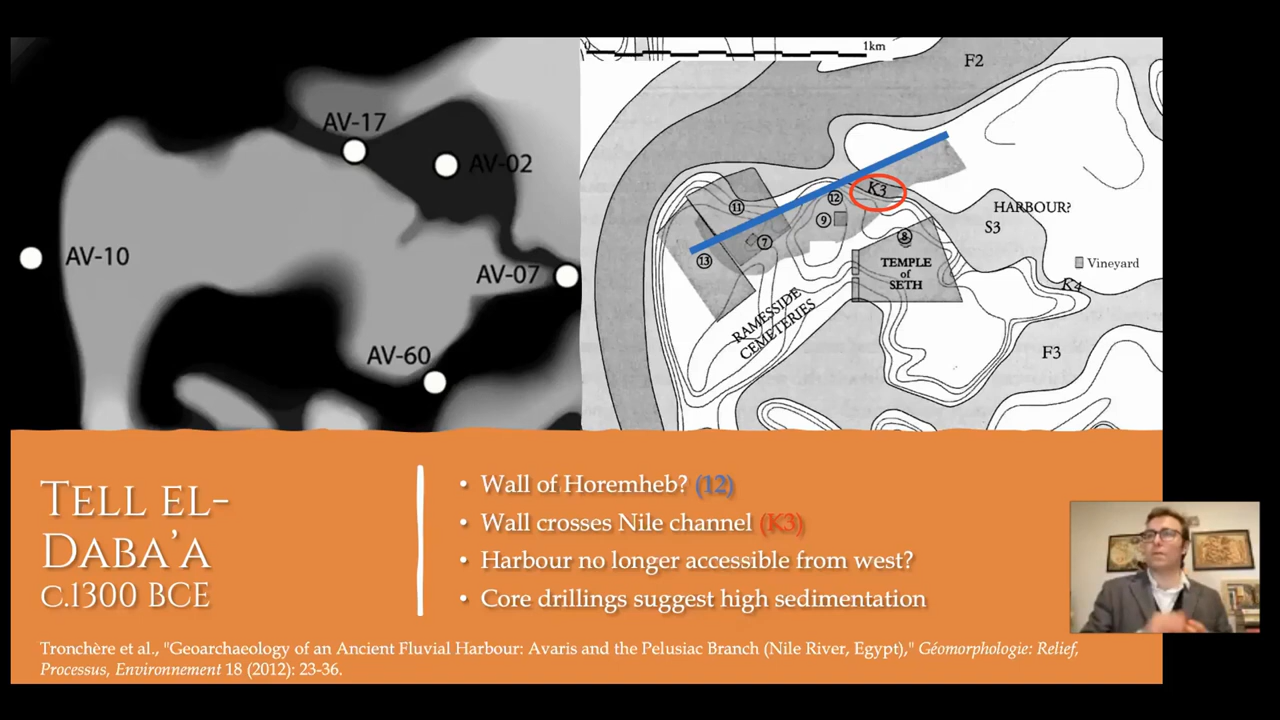 AV-17
AV-02
AV-10
AV-07
AV-60
1km
F2
K3
12
11
9
HARBOUR?
S3
8
7
13
TEMPLE
of
SETH
Vineyard
K4
RAMESSIDE
CEMETERIES
F3
TELL EL-
DABA’A
C.1300 BCE
• Wall of Horemheb? (12)
• Wall crosses Nile channel (K3)
• Harbour no longer accessible from west?
• Core drillings suggest high sedimentation
Tronchère et al., "Geoarchaeology of an Ancient Fluvial Harbour: Avaris and the Pelusiac Branch (Nile River, Egypt)," Géomorphologie: Relief,
Processus, Environnement 18 (2012): 23-36.